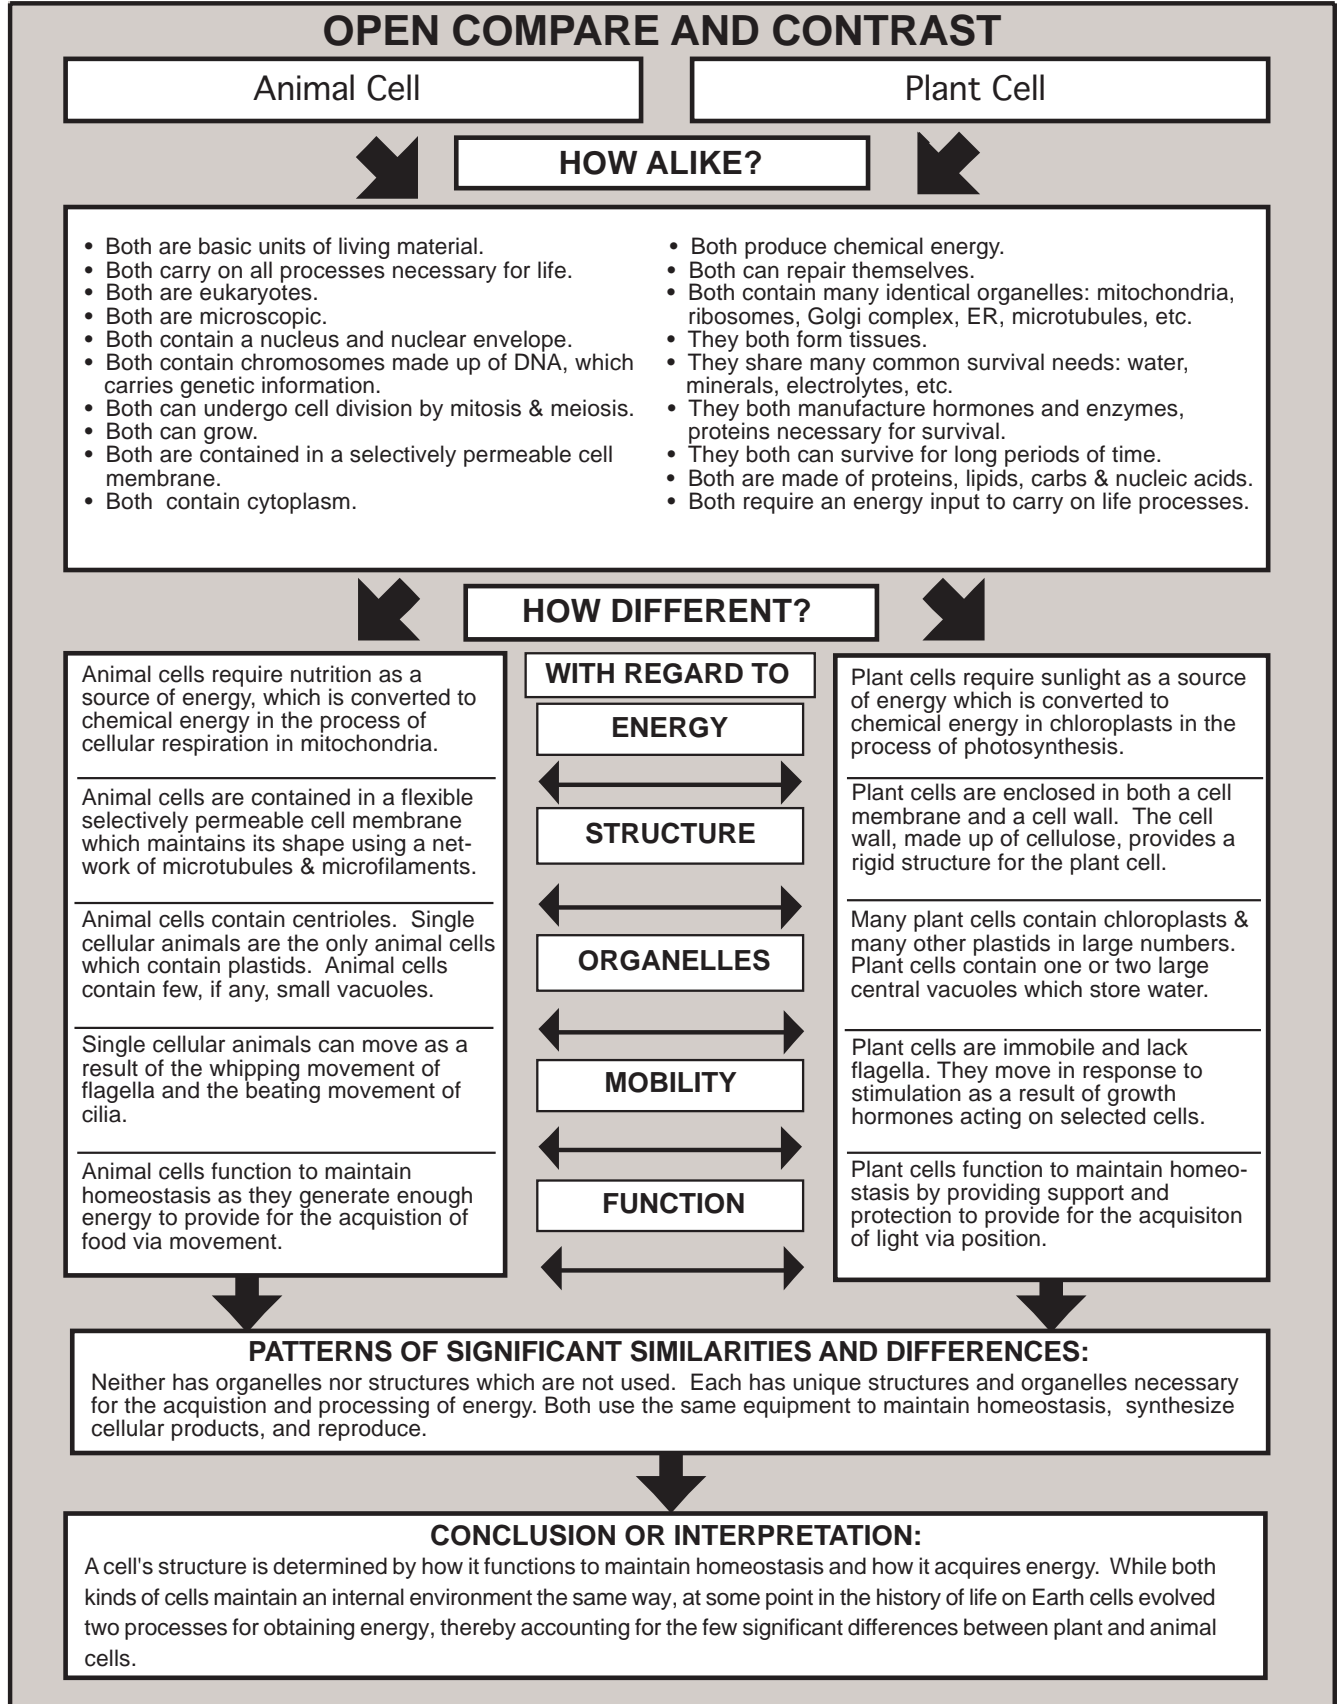 OPEN COMPARE AND CONTRAST
Animal Cell
Plant Cell
HOW ALIKE?
• Both are basic units of living material.
• Both carry on all processes necessary for life.
• Both are eukaryotes.
• Both are microscopic.
• Both contain a nucleus and nuclear envelope.
• Both contain chromosomes made up of DNA, which
carries genetic information.
• Both can undergo cell division by mitosis & meiosis.
• Both can grow.
• Both are contained in a selectively permeable cell
membrane.
• Both contain cytoplasm.
• Both produce chemical energy.
• Both can repair themselves.
• Both contain many identical organelles: mitochondria,
ribosomes, Golgi complex, ER, microtubules, etc.
• They both form tissues.
• They share many common survival needs: water,
minerals, electrolytes, etc.
• They both manufacture hormones and enzymes,
proteins necessary for survival.
• They both can survive for long periods of time.
• Both are made of proteins, lipids, carbs & nucleic acids.
• Both require an energy input to carry on life processes.
HOW DIFFERENT?
WITH REGARD TO
Animal cells require nutrition as a
source of energy, which is converted to
chemical energy in the process of
cellular respiration in mitochondria.
ENERGY
Plant cells require sunlight as a source
of energy which is converted to
chemical energy in chloroplasts in the
process of photosynthesis.
Animal cells are contained in a flexible
selectively permeable cell membrane
which maintains its shape using a net-
work of microtubules & microfilaments.
STRUCTURE
Plant cells are enclosed in both a cell
membrane and a cell wall. The cell
wall, made up of cellulose, provides a
rigid structure for the plant cell.
Animal cells contain centrioles. Single
cellular animals are the only animal cells
which contain plastids. Animal cells
contain few, if any, small vacuoles.
ORGANELLES
Many plant cells contain chloroplasts &
many other plastids in large numbers.
Plant cells contain one or two large
central vacuoles which store water.
Single cellular animals can move as a
result of the whipping movement of
flagella and the beating movement of
cilia.
MOBILITY
Plant cells are immobile and lack
flagella. They move in response to
stimulation as a result of growth
hormones acting on selected cells.
Animal cells function to maintain
homeostasis as they generate enough
energy to provide for the acquistion of
food via movement.
FUNCTION
Plant cells function to maintain homeo-
stasis by providing support and
protection to provide for the acquisiton
of light via position.
PATTERNS OF SIGNIFICANT SIMILARITIES AND DIFFERENCES:
Neither has organelles nor structures which are not used. Each has unique structures and organelles necessary
for the acquistion and processing of energy. Both use the same equipment to maintain homeostasis, synthesize
cellular products, and reproduce.
CONCLUSION OR INTERPRETATION:
A cell's structure is determined by how it functions to maintain homeostasis and how it acquires energy. While both
kinds of cells maintain an internal environment the same way, at some point in the history of life on Earth cells evolved
two processes for obtaining energy, thereby accounting for the few significant differences between plant and animal
cells.